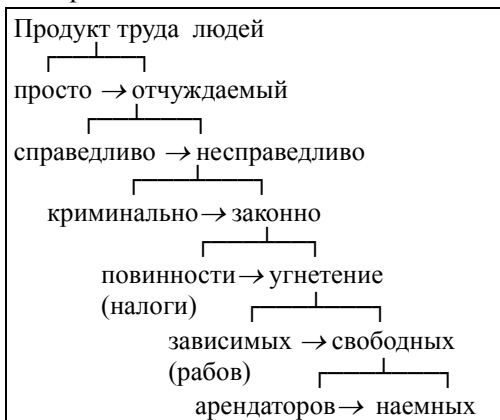 Продукт труда людей
просто → отчуждаемый
справедливо → несправедливо
криминально → законно
повинности → угнетение
(налоги)
зависимых → свободных
(рабов)
арендаторов → наемных